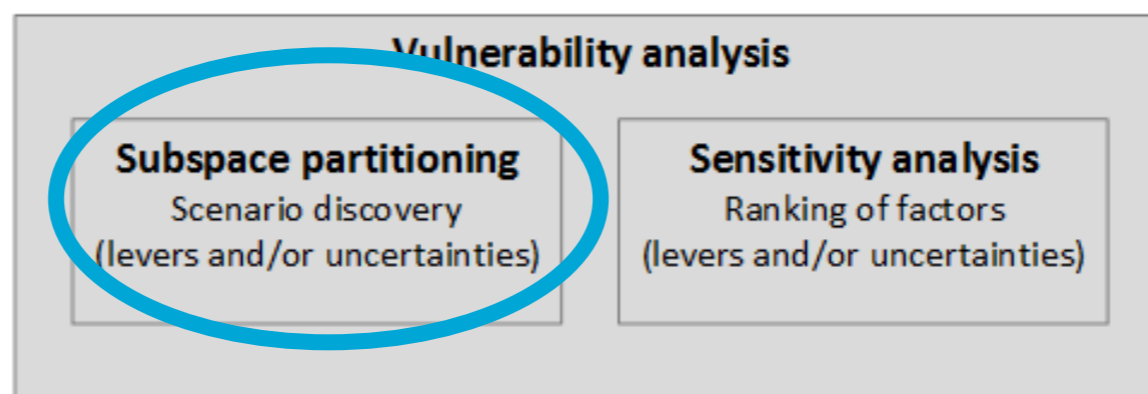 Vulnerability analysis
Subspace partitioning
Scenario discovery
(levers and/or uncertainties)
Sensitivity analysis
Ranking of factors
(levers and/or uncertainties)